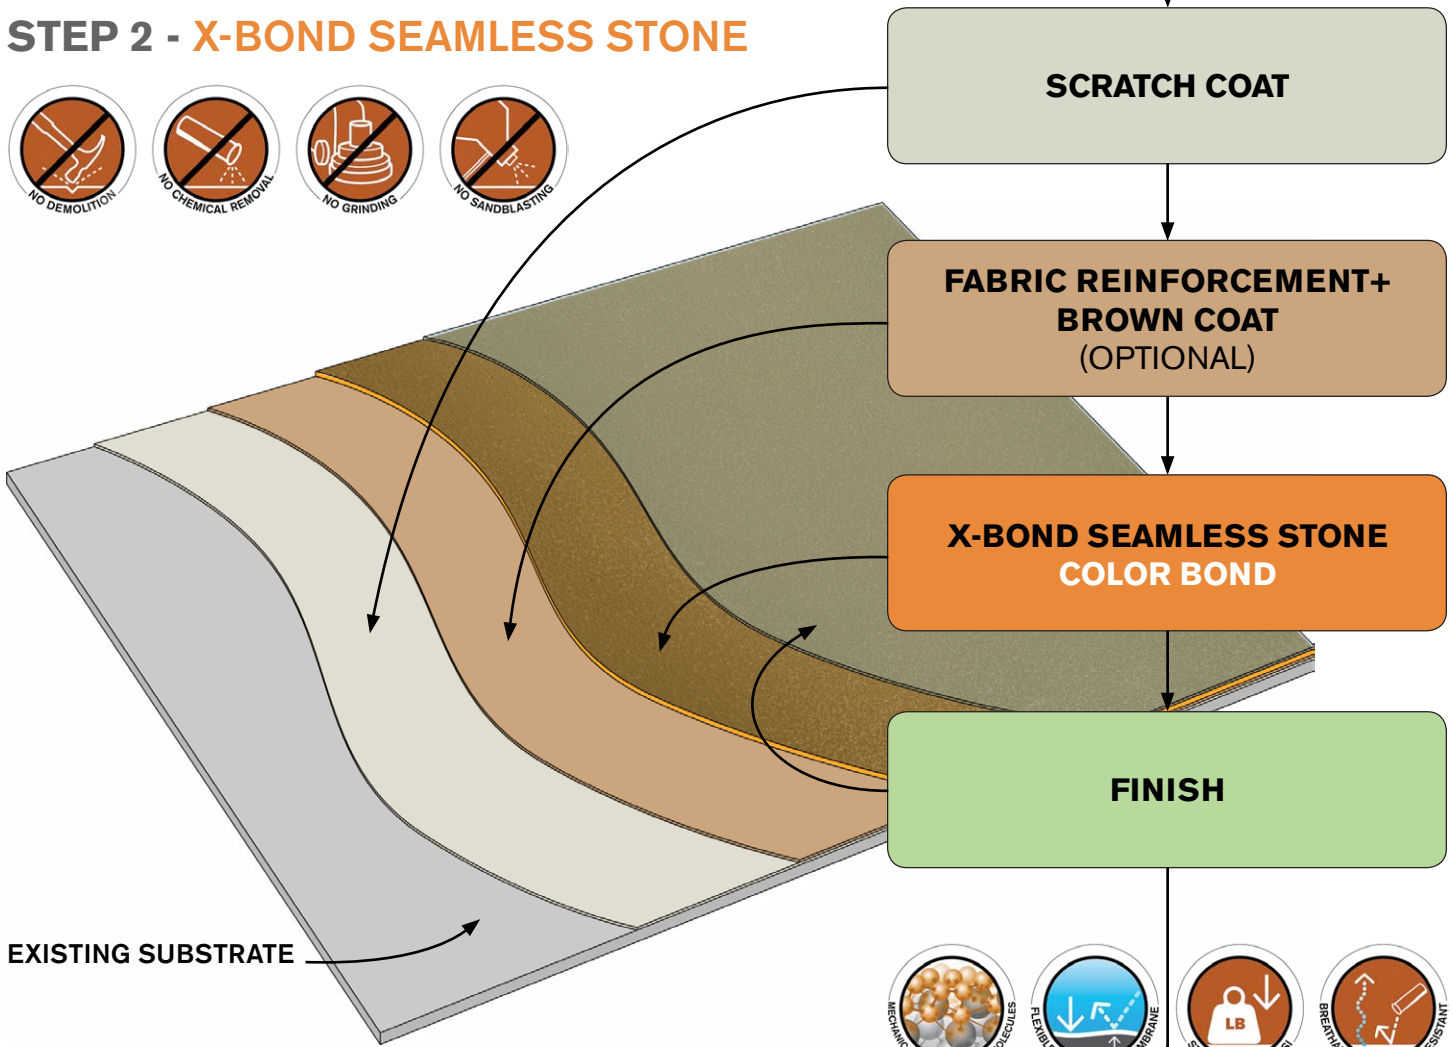 STEP 2 - X-BOND SEAMLESS STONE
NO DEMOLITION
NO CHEMICAL REMOVAL
NO GRINDING
NO SANDBLASTING
SCRATCH COAT
FABRIC REINFORCEMENT+
BROWN COAT
(OPTIONAL)
X-BOND SEAMLESS STONE
COLOR BOND
FINISH
EXISTING SUBSTRATE
LB